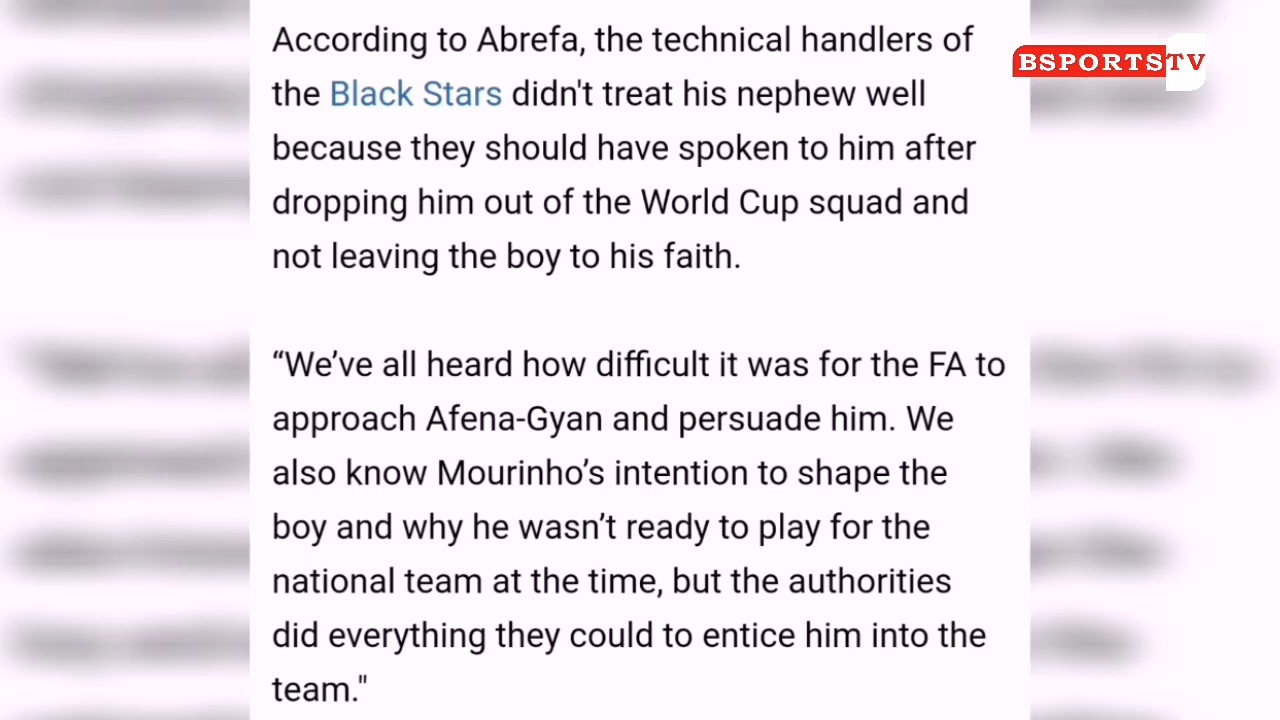 According to Abrefa, the technical handlers of
the Black Stars didn't treat his nephew well
because they should have spoken to him after
dropping him out of the World Cup squad and
not leaving the boy to his faith.
“We’ve all heard how difficult it was for the FA to
approach Afena-Gyan and persuade him. We
also know Mourinho’s intention to shape the
boy and why he wasn’t ready to play for the
national team at the time, but the authorities
did everything they could to entice him into the
team."
BSPORTSTV